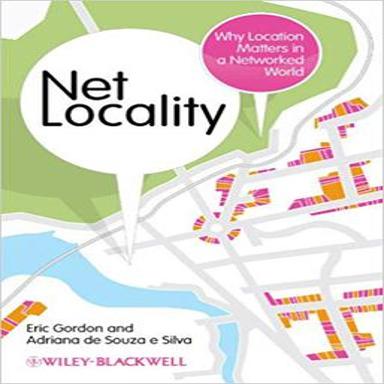 Net
Locality
Why Location
Matters in
a Networked
World
Eric Gordon and
Adriana de Souza e Silva
WILEY-BLACKWELL